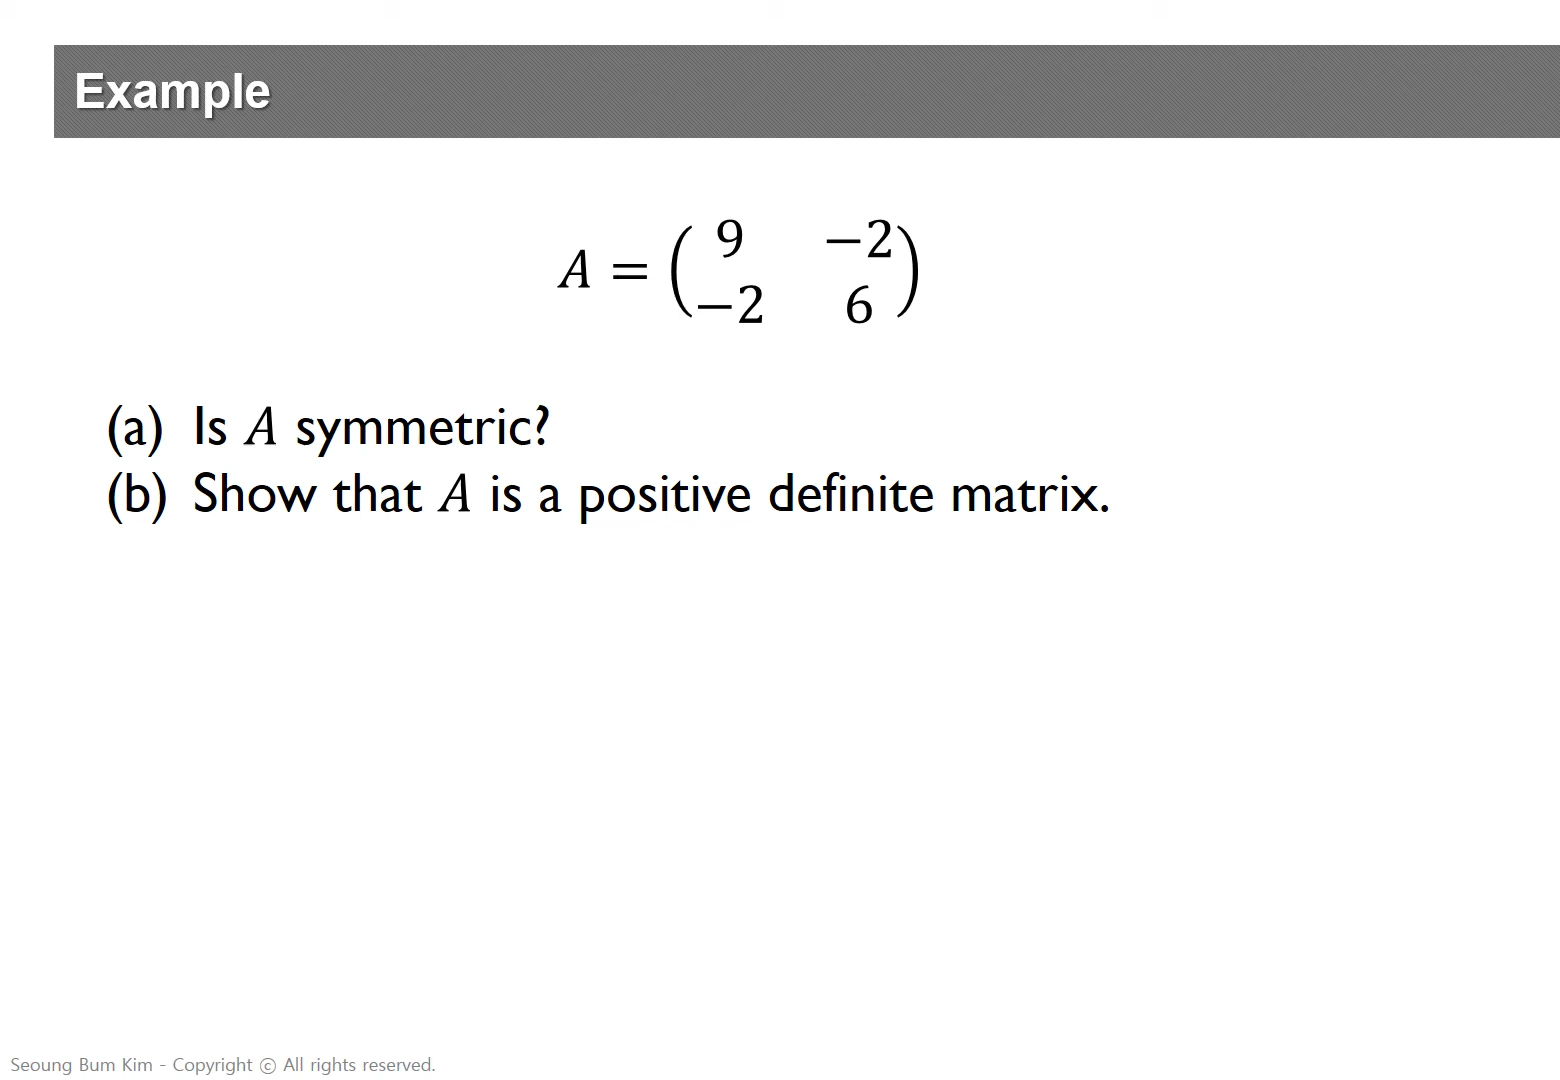 Example
A = ( 9 −2
−2 6 )
(a) Is A symmetric?
(b) Show that A is a positive definite matrix.
Seoung Bum Kim - Copyright ⓒ All rights reserved.